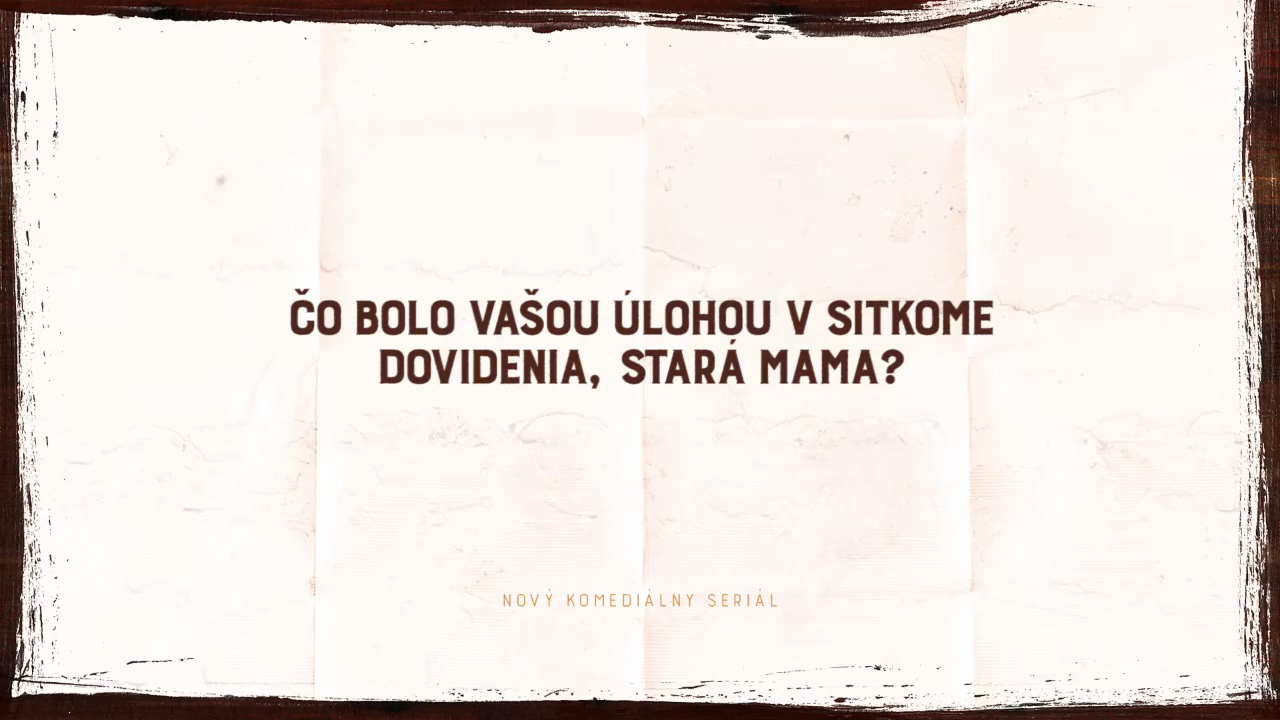 ČO BOLO VAŠOU ÚLOHOU V SITKOME
DOVIDENIA, STARÁ MAMA?
NOVÝ KOMEDIÁLNY SERIÁL